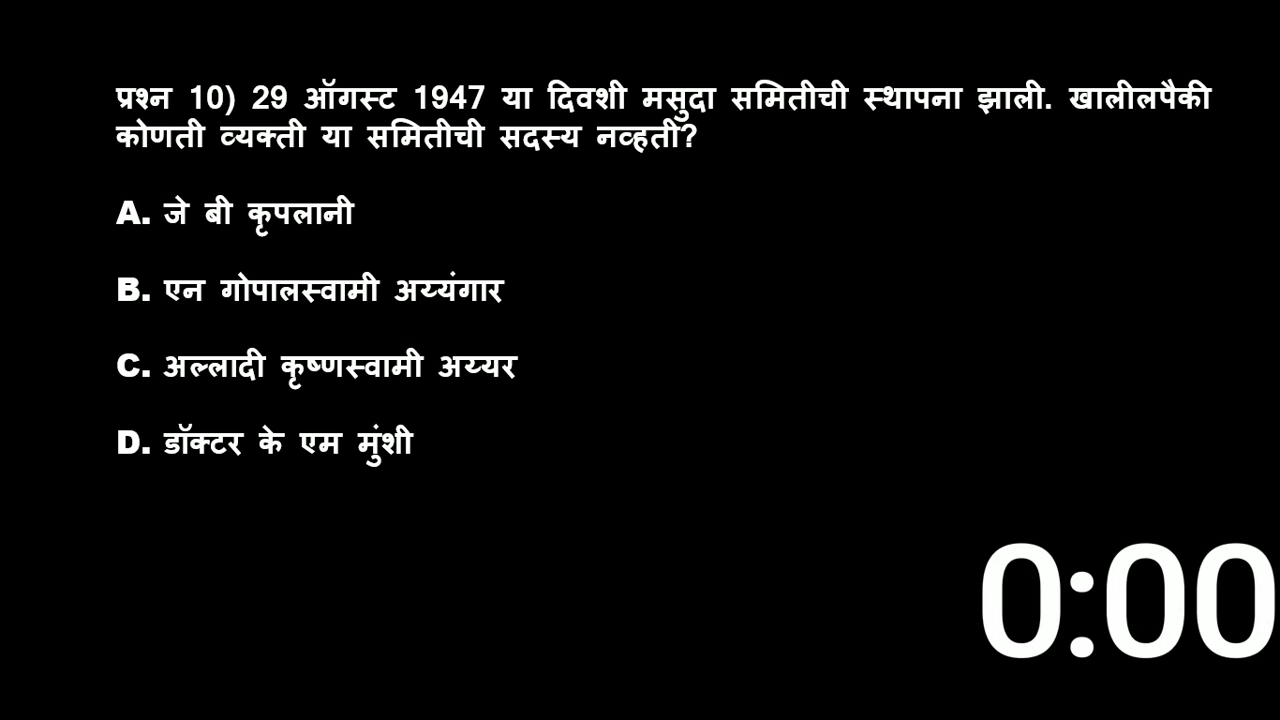 प्रश्न 10) 29 ऑगस्ट 1947 या दिवशी मसुदा समितीची स्थापना झाली. खालीलपैकी
कोणती व्यक्ती या समितीची सदस्य नव्हती?
A. जे बी कृपलानी
B. एन गोपालस्वामी अय्यंगार
C. अल्लादी कृष्णस्वामी अय्यर
D. डॉक्टर के एम मुंशी
0:00